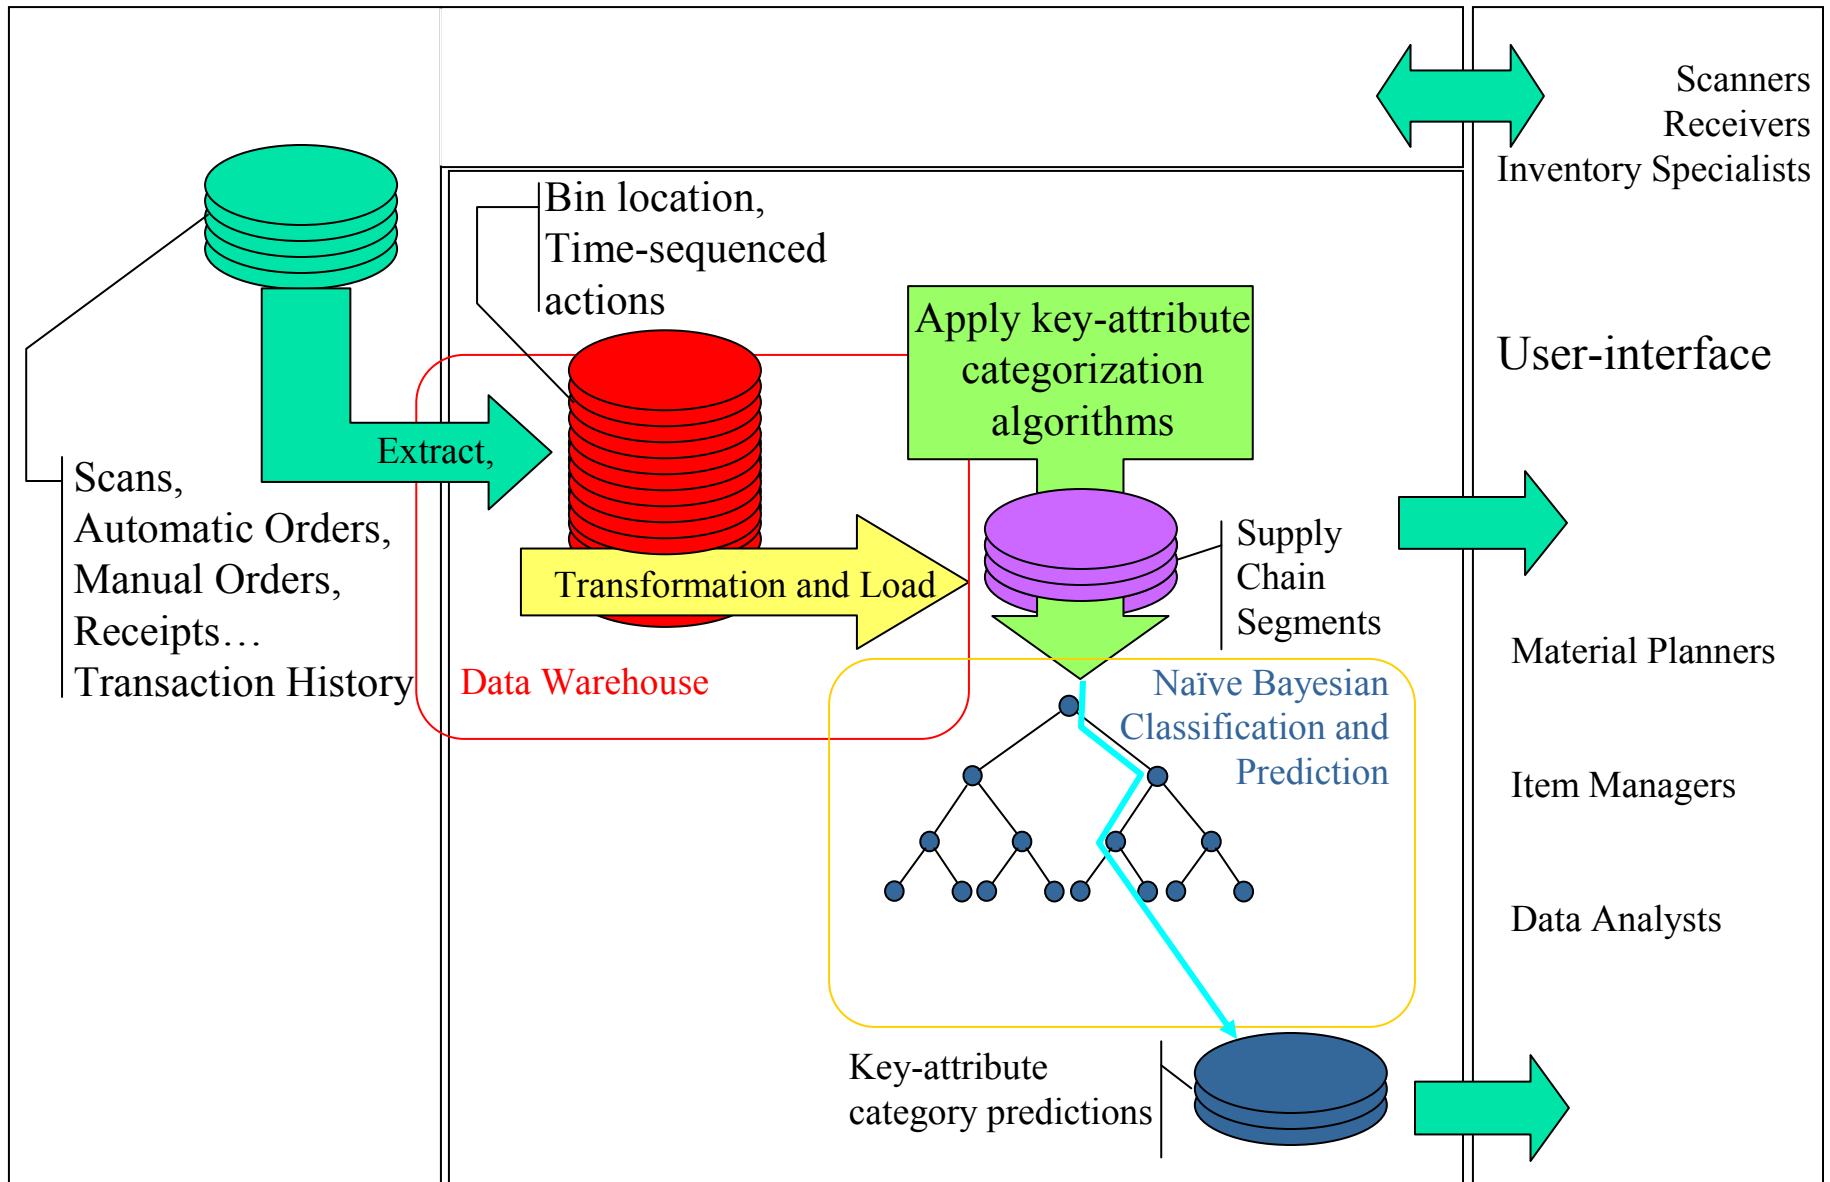 Scans,
Automatic Orders,
Manual Orders,
Receipts…
Transaction History
Extract,
Bin location,
Time-sequenced
actions
Transformation and Load
Data Warehouse
Apply key-attribute
categorization
algorithms
Supply
Chain
Segments
Naïve Bayesian
Classification and
Prediction
Key-attribute
category predictions
Scanners
Receivers
Inventory Specialists
User-interface
Material Planners
Item Managers
Data Analysts